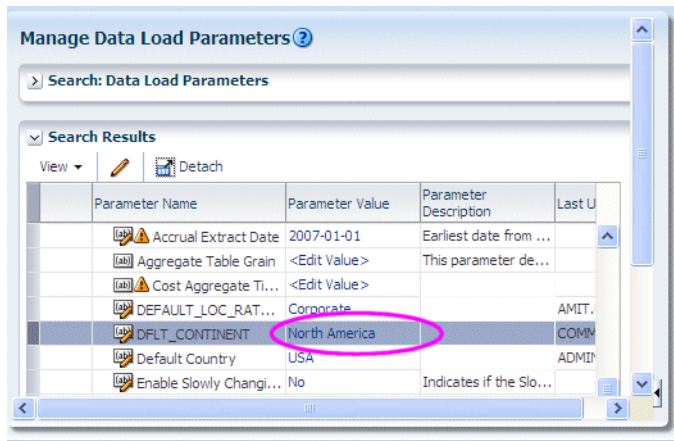 Manage Data Load Parameters
Search: Data Load Parameters
Search Results
View Detach
Parameter Name Parameter Value Parameter Description Last U
Accrual Extract Date 2007-01-01 Earliest date from ...
Aggregate Table Grain <Edit Value> This parameter de...
Cost Aggregate Ti... <Edit Value>
DEFAULT_LOC_RAT... Corporate AMIT.
DFLT_CONTINENT North America COMM
Default Country USA ADMIN
Enable Slowly Changi... No Indicates if the Slo...